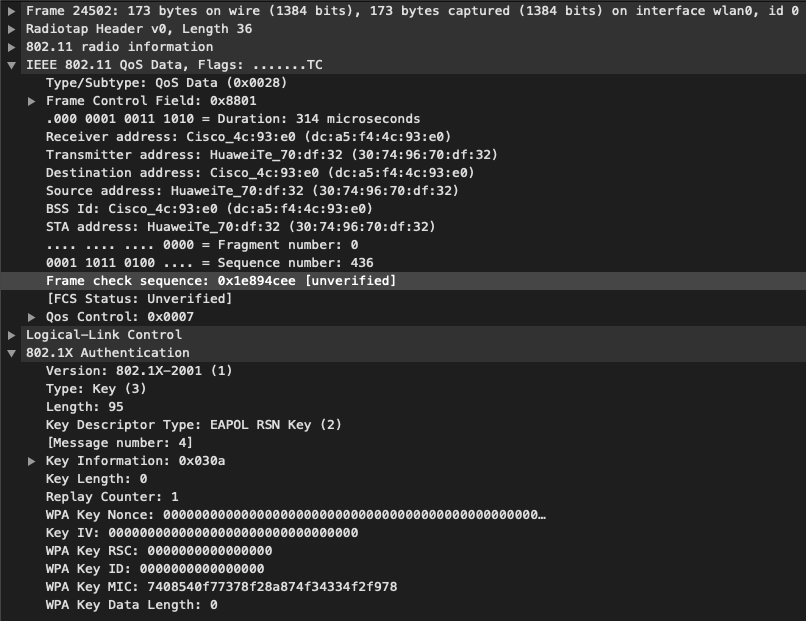 Frame 24502: 173 bytes on wire (1384 bits), 173 bytes captured (1384 bits) on interface wlan0, id 0
Radiotap Header v0, Length 36
802.11 radio information
IEEE 802.11 QoS Data, Flags: .......TC
Type/Subtype: QoS Data (0x0028)
Frame Control Field: 0x8801
.000 0001 0011 1010 = Duration: 314 microseconds
Receiver address: Cisco_4c:93:e0 (dc:a5:f4:4c:93:e0)
Transmitter address: HuaweiTe_70:df:32 (30:74:96:70:df:32)
Destination address: Cisco_4c:93:e0 (dc:a5:f4:4c:93:e0)
Source address: HuaweiTe_70:df:32 (30:74:96:70:df:32)
BSS Id: Cisco_4c:93:e0 (dc:a5:f4:4c:93:e0)
STA address: HuaweiTe_70:df:32 (30:74:96:70:df:32)
.... .... .... 0000 = Fragment number: 0
0001 1011 0100 .... = Sequence number: 436
Frame check sequence: 0x1e894cee [unverified]
[FCS Status: Unverified]
Qos Control: 0x0007
Logical-Link Control
802.1X Authentication
Version: 802.1X-2001 (1)
Type: Key (3)
Length: 95
Key Descriptor Type: EAPOL RSN Key (2)
[Message number: 4]
Key Information: 0x030a
Key Length: 0
Replay Counter: 1
WPA Key Nonce: 000000000000000000000000000000000000000000000000…
Key IV: 00000000000000000000000000000000
WPA Key RSC: 0000000000000000
WPA Key ID: 0000000000000000
WPA Key MIC: 7408540f77378f28a874f34334f2f978
WPA Key Data Length: 0